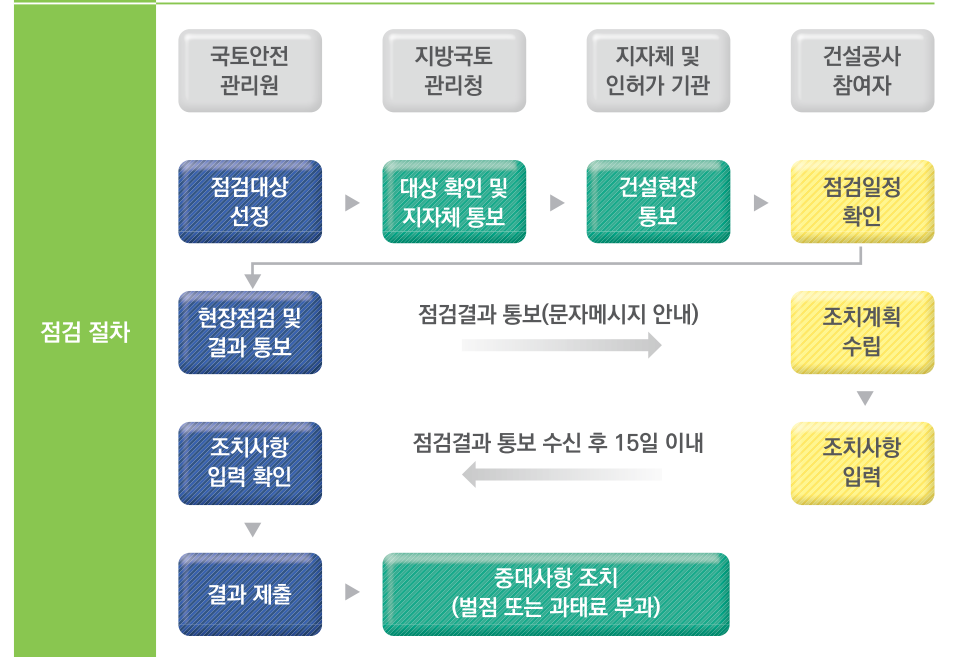 점검 절차
국토안전
관리원
지방국토
관리청
지자체 및
인허가 기관
건설공사
참여자
점검대상
선정
대상 확인 및
지자체 통보
건설현장
통보
점검일정
확인
현장점검 및
결과 통보
점검결과 통보(문자메시지 안내)
조치계획
수립
조치사항
입력 확인
점검결과 통보 수신 후 15일 이내
조치사항
입력
결과 제출
중대사항 조치
(벌점 또는 과태료 부과)